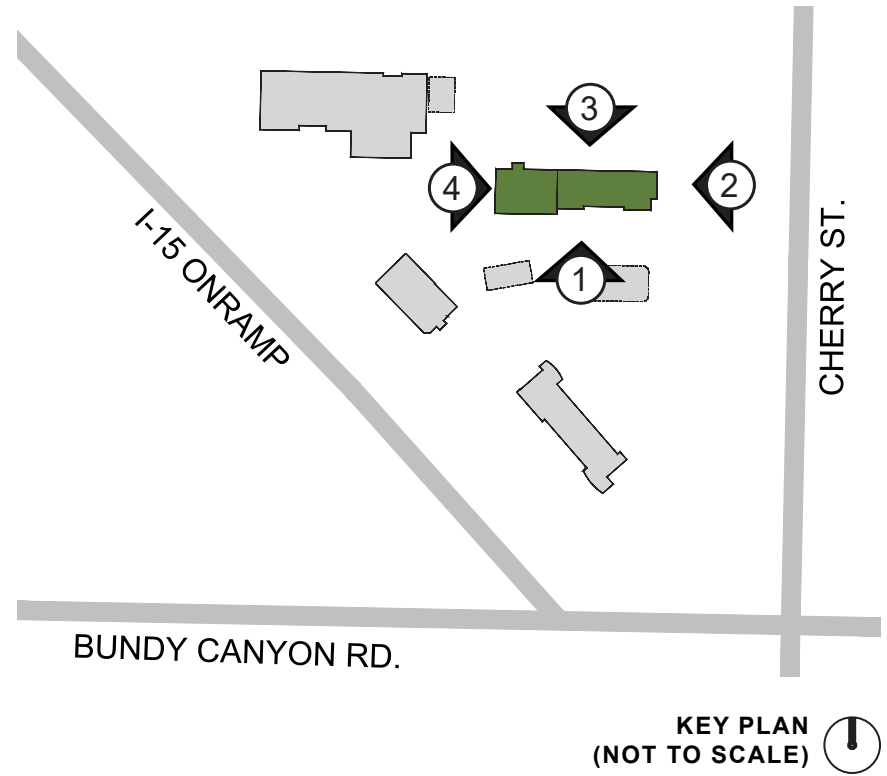 3
4
2
1
I-15 ONRAMP
CHERRY ST.
BUNDY CANYON RD.
KEY PLAN
(NOT TO SCALE)